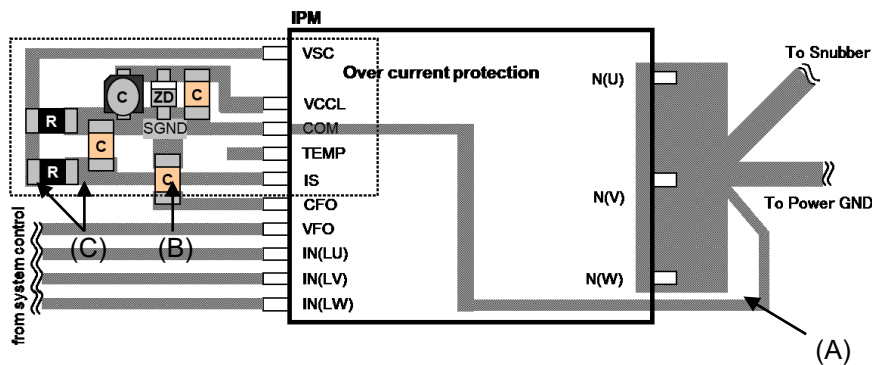 IPM
VSC
Over current protection
To Snubber
N(U)
C
ZD
C
VCCL
R
SGND
COM
C
TEMP
R
C
IS
N(V)
To Power GND
CFO
(C)
(B)
VFO
from system control
IN(LU)
IN(LV)
N(W)
IN(LW)
(A)